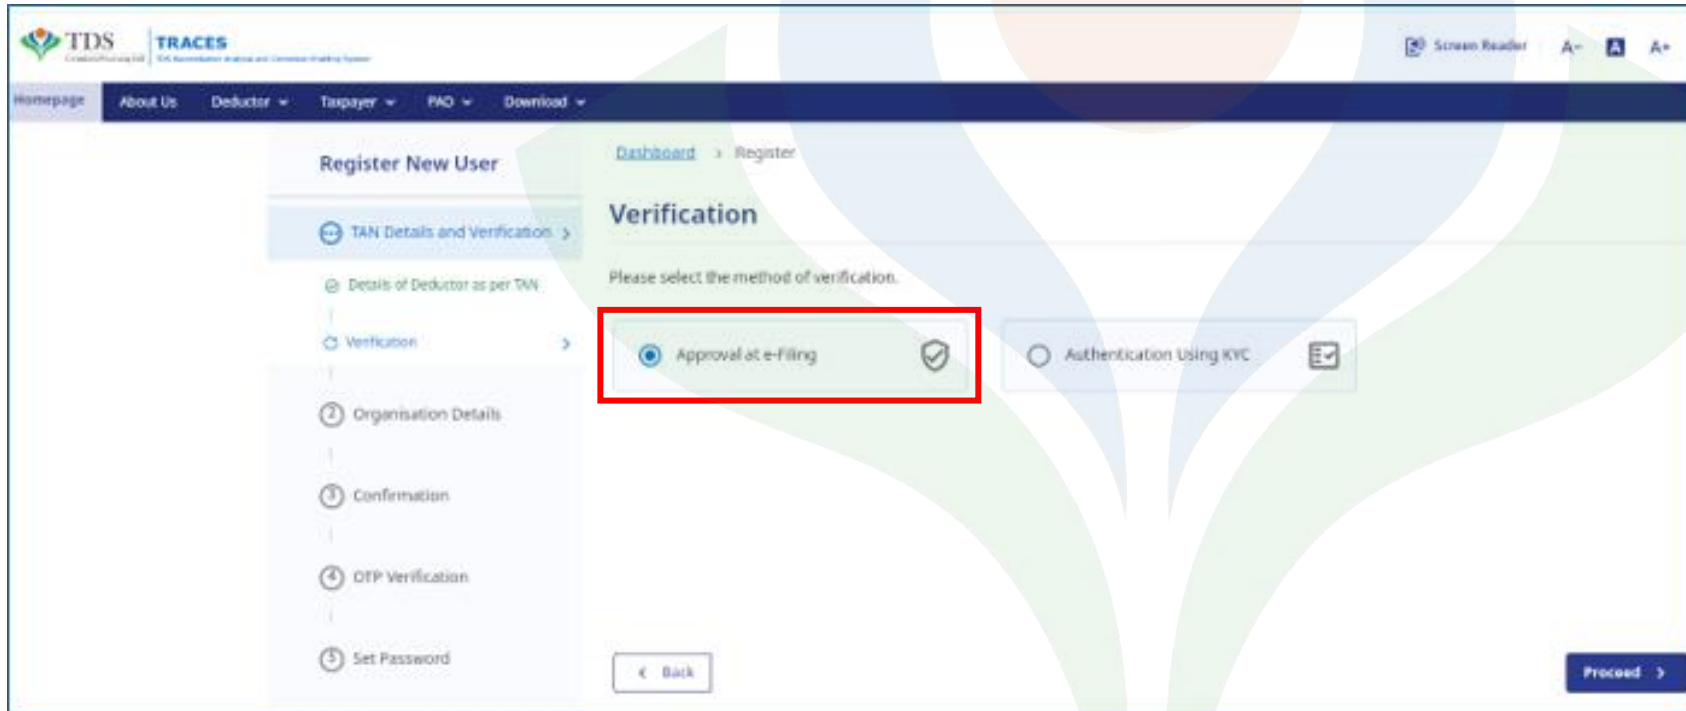 TDS
TRACES
Screen Reader A- A A+
Homepage About Us Deductor Taxpayer PAO Download
Register New User
Dashboard > Register
Verification
TAN Details and Verification >
Please select the method of verification.
Details of Deductor as per TAN
Verification >
Approval at e-Filing
Authentication Using KYC
2 Organisation Details
3 Confirmation
4 OTP Verification
5 Set Password
< Back
Proceed >